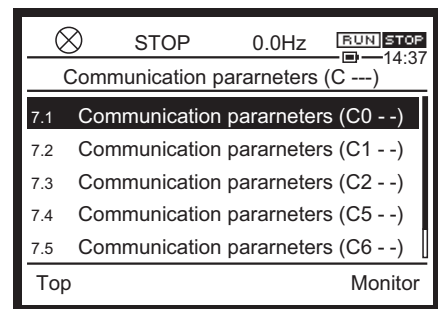 STOP 0.0Hz RUN STOP
14:37
Communication pararneters (C ---)
7.1 Communication pararneters (C0 - -)
7.2 Communication pararneters (C1 - -)
7.3 Communication pararneters (C2 - -)
7.4 Communication pararneters (C5 - -)
7.5 Communication pararneters (C6 - -)
Top Monitor